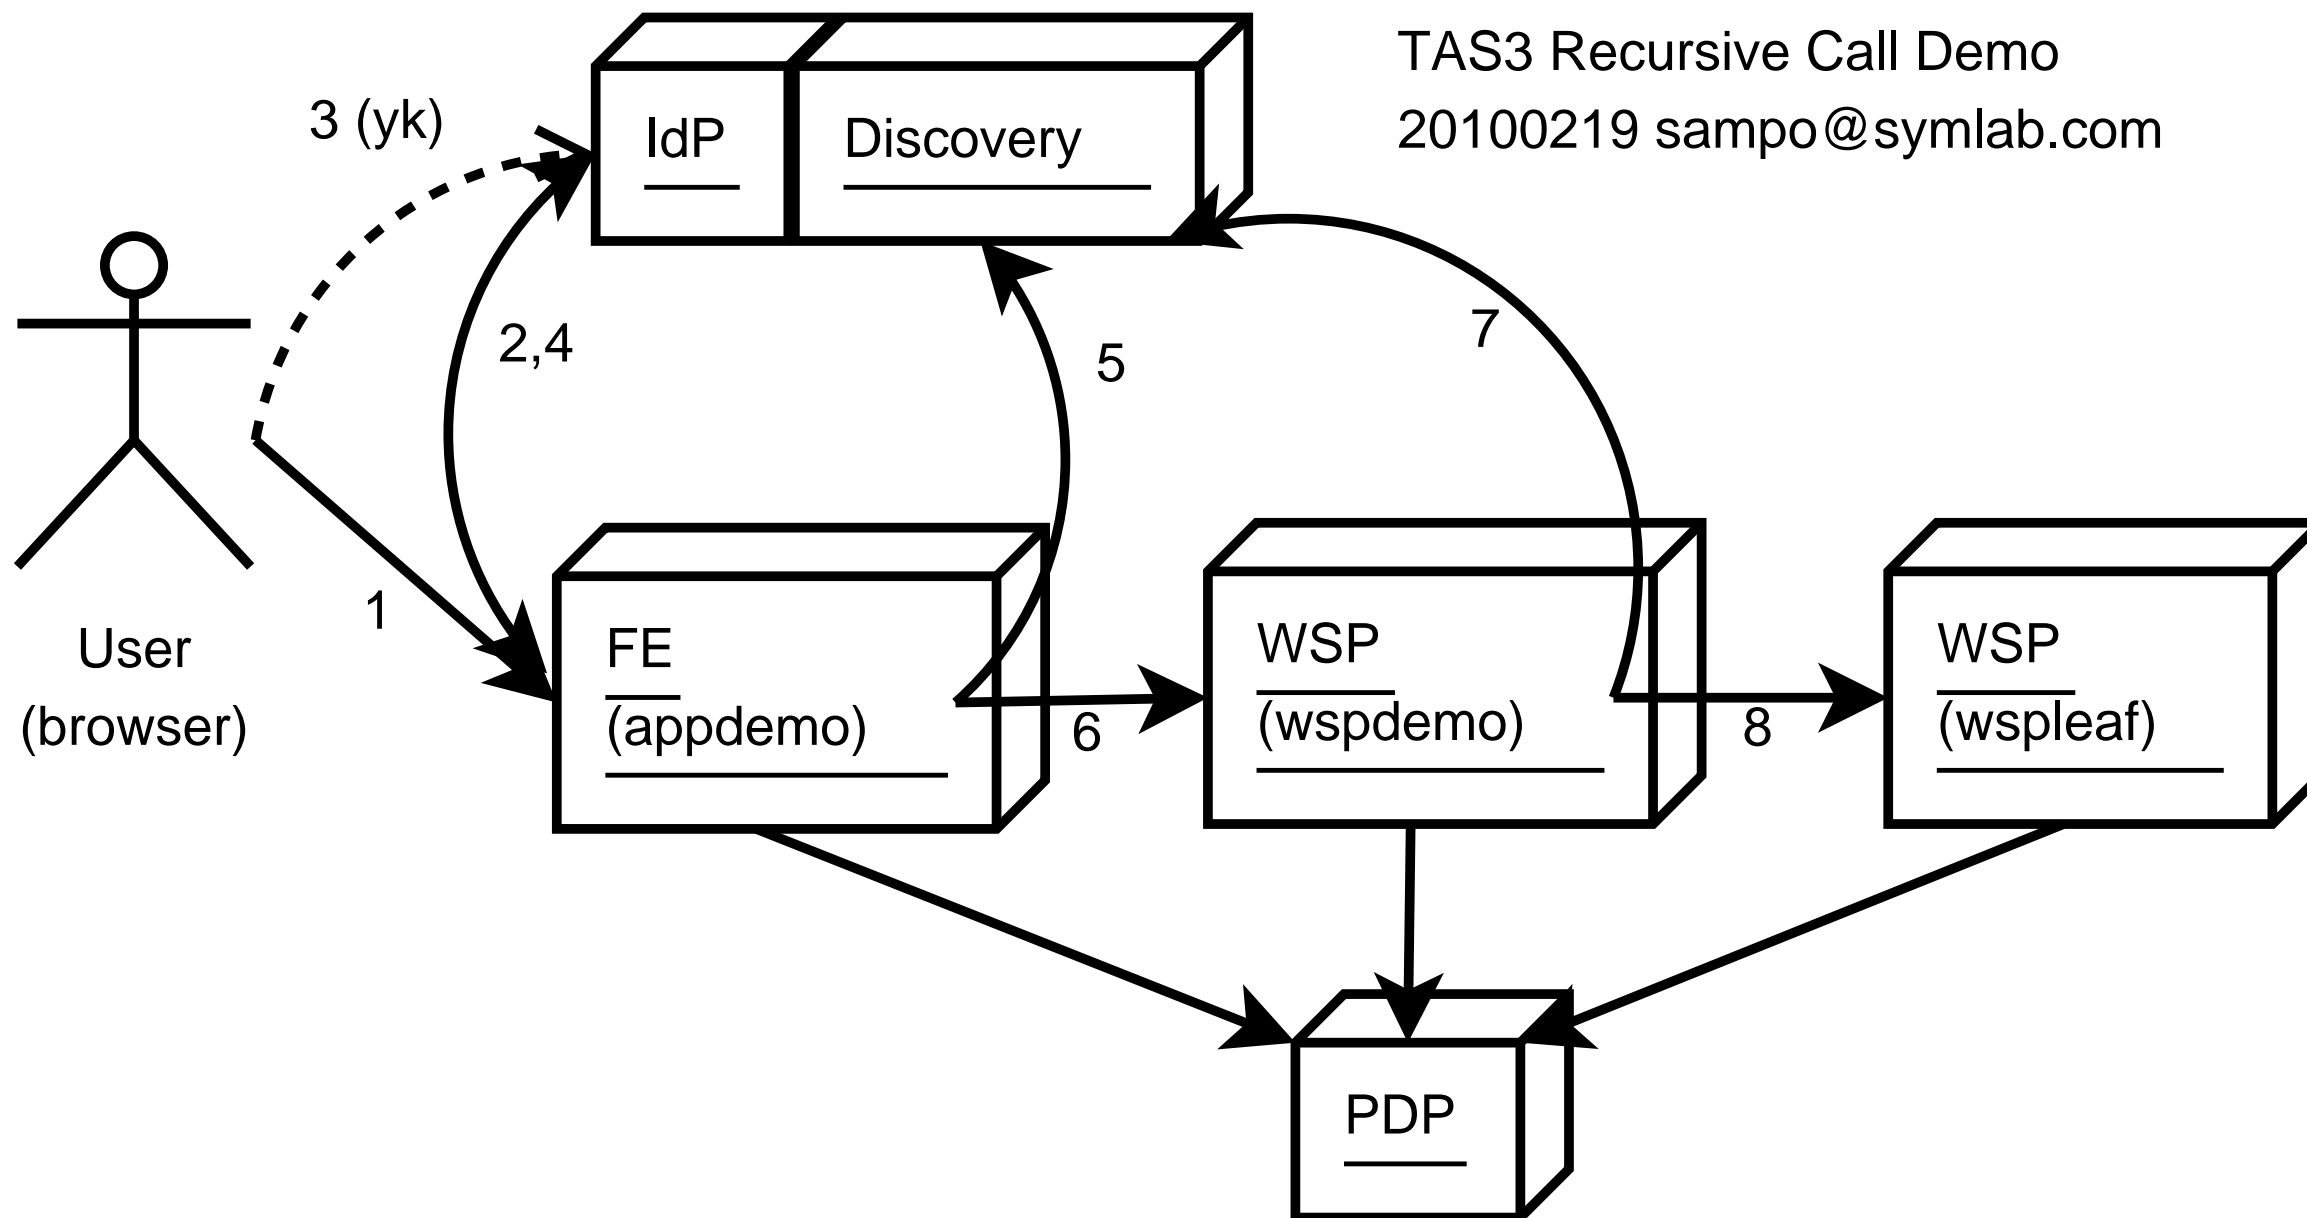 TAS3 Recursive Call Demo
20100219 sampo@symlab.com
3 (yk)
IdP
Discovery
2,4
5
7
1
User
(browser)
FE
(appdemo)
6
WSP
(wspdemo)
8
WSP
(wspleaf)
PDP